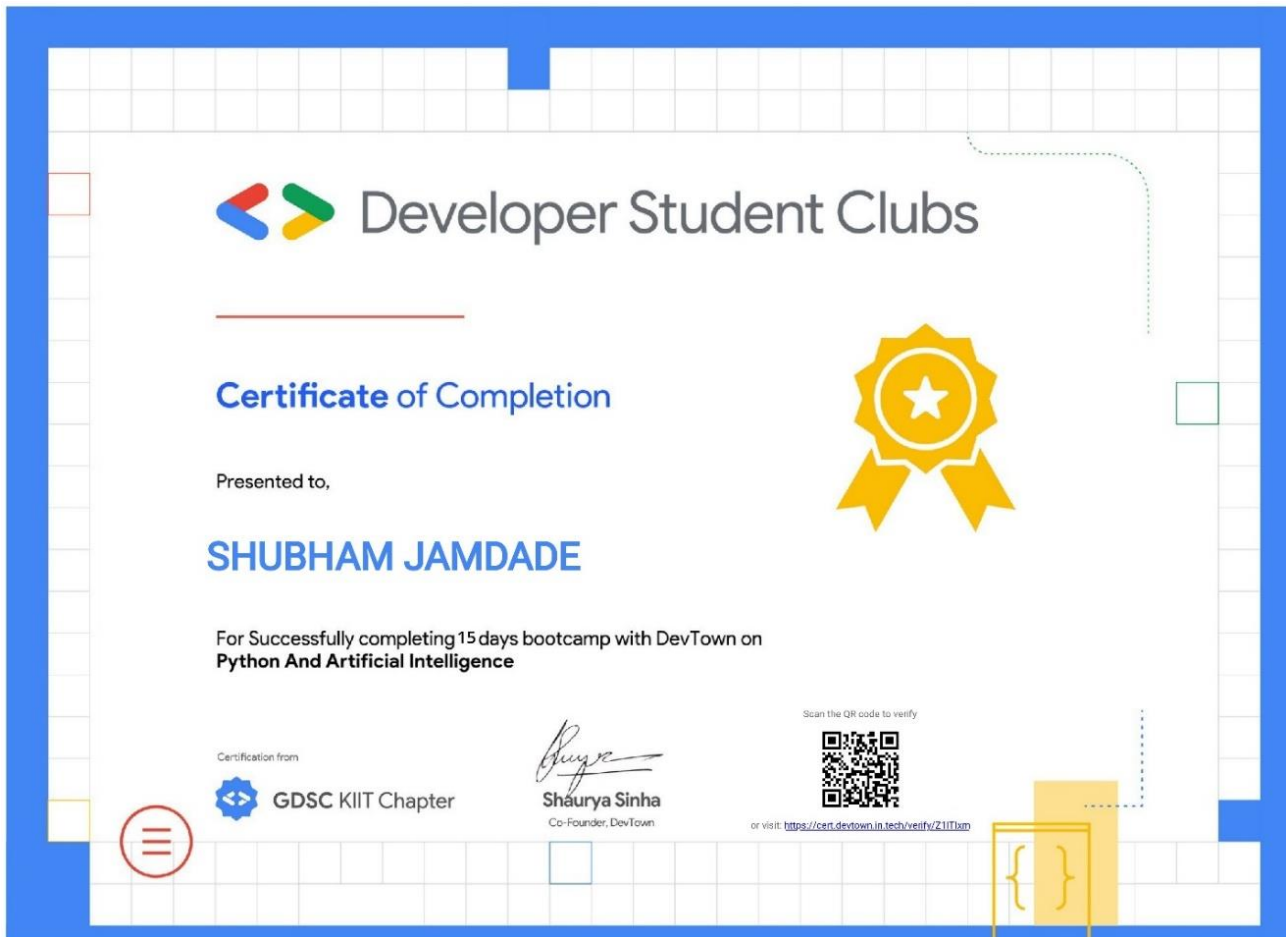 Developer Student Clubs
Certificate of Completion
Presented to,
SHUBHAM JAMDADE
For Successfully completing 15 days bootcamp with DevTown on
Python And Artificial Intelligence
Scan the QR code to verify
Certification from
GDSC KIIT Chapter
Shaurya Sinha
Co-Founder, DevTown
or visit: https://cert.devtown.in.tech/verify/